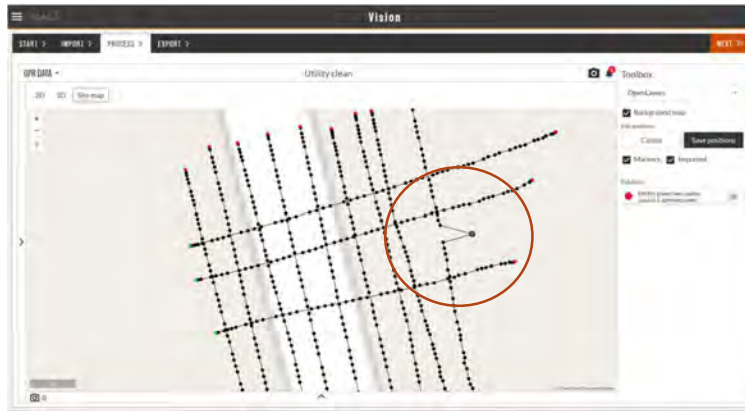 Vision
START > IMPORT > PROCESS > EXPORT >
NEXT
GPR DATA
Utility clean
2D 3D Site map
Toolbox
OpenLayers
Background map
Cancel Save positions
Markers Imported
0